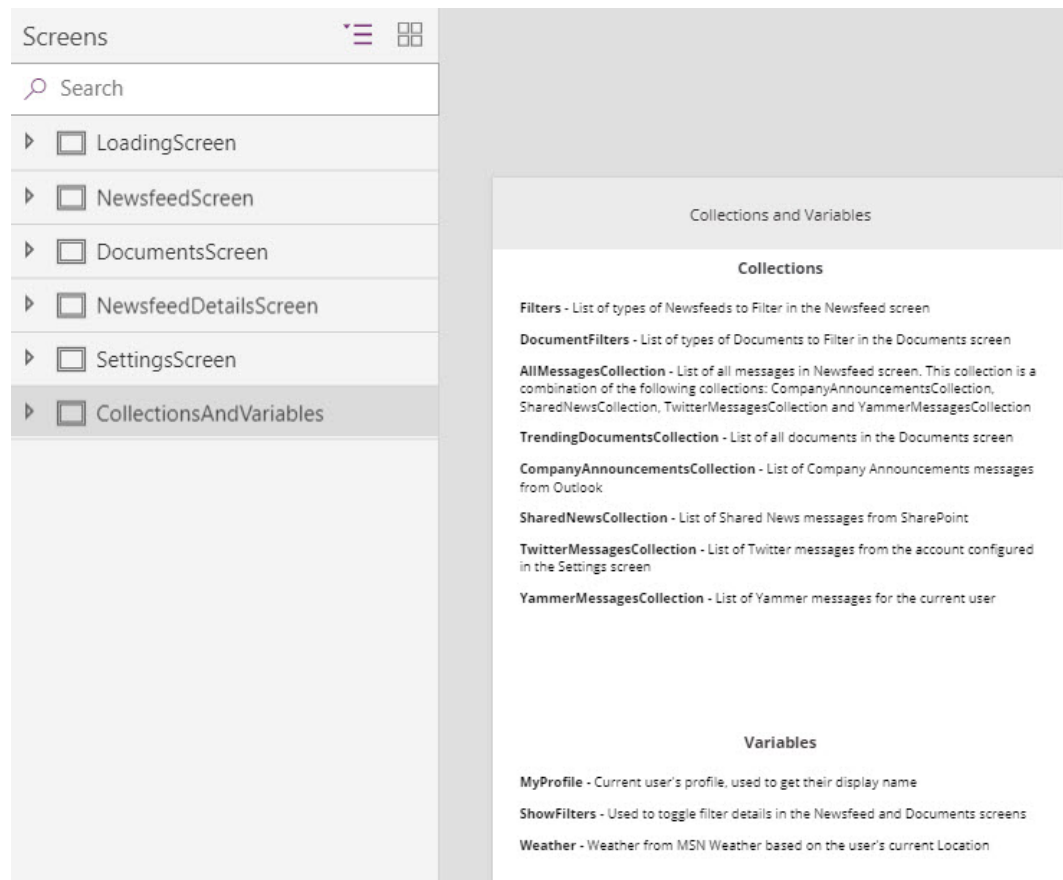 Screens
Search
LoadingScreen
NewsfeedScreen
DocumentsScreen
NewsfeedDetailsScreen
SettingsScreen
CollectionsAndVariables
Collections and Variables
Collections
Filters - List of types of Newsfeeds to Filter in the Newsfeed screen
DocumentFilters - List of types of Documents to Filter in the Documents screen
AllMessagesCollection - List of all messages in Newsfeed screen. This collection is a
combination of the following collections: CompanyAnnouncementsCollection,
SharedNewsCollection, TwitterMessagesCollection and YammerMessagesCollection
TrendingDocumentsCollection - List of all documents in the Documents screen
CompanyAnnouncementsCollection - List of Company Announcements messages
from Outlook
SharedNewsCollection - List of Shared News messages from SharePoint
TwitterMessagesCollection - List of Twitter messages from the account configured
in the Settings screen
YammerMessagesCollection - List of Yammer messages for the current user
Variables
MyProfile - Current user's profile, used to get their display name
ShowFilters - Used to toggle filter details in the Newsfeed and Documents screens
Weather - Weather from MSN Weather based on the user's current Location